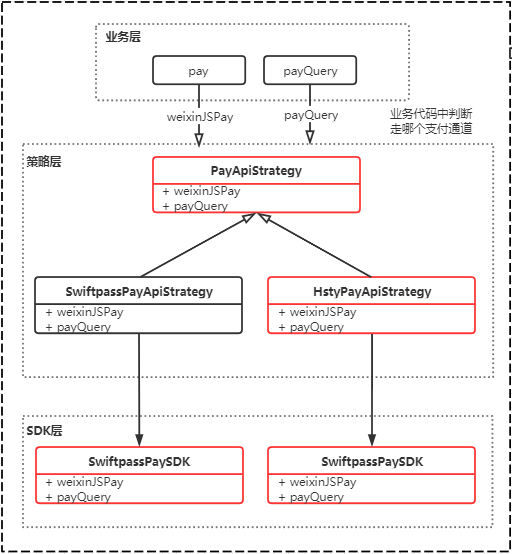 业务层
pay
payQuery
weixinJSPay
payQuery
业务代码中判断
走哪个支付通道
策略层
PayApiStrategy
+ weixinJSPay
+ payQuery
SwiftpassPayApiStrategy
+ weixinJSPay
+ payQuery
HstyPayApiStrategy
+ weixinJSPay
+ payQuery
SDK层
SwiftpassPaySDK
+ weixinJSPay
+ payQuery
SwiftpassPaySDK
+ weixinJSPay
+ payQuery